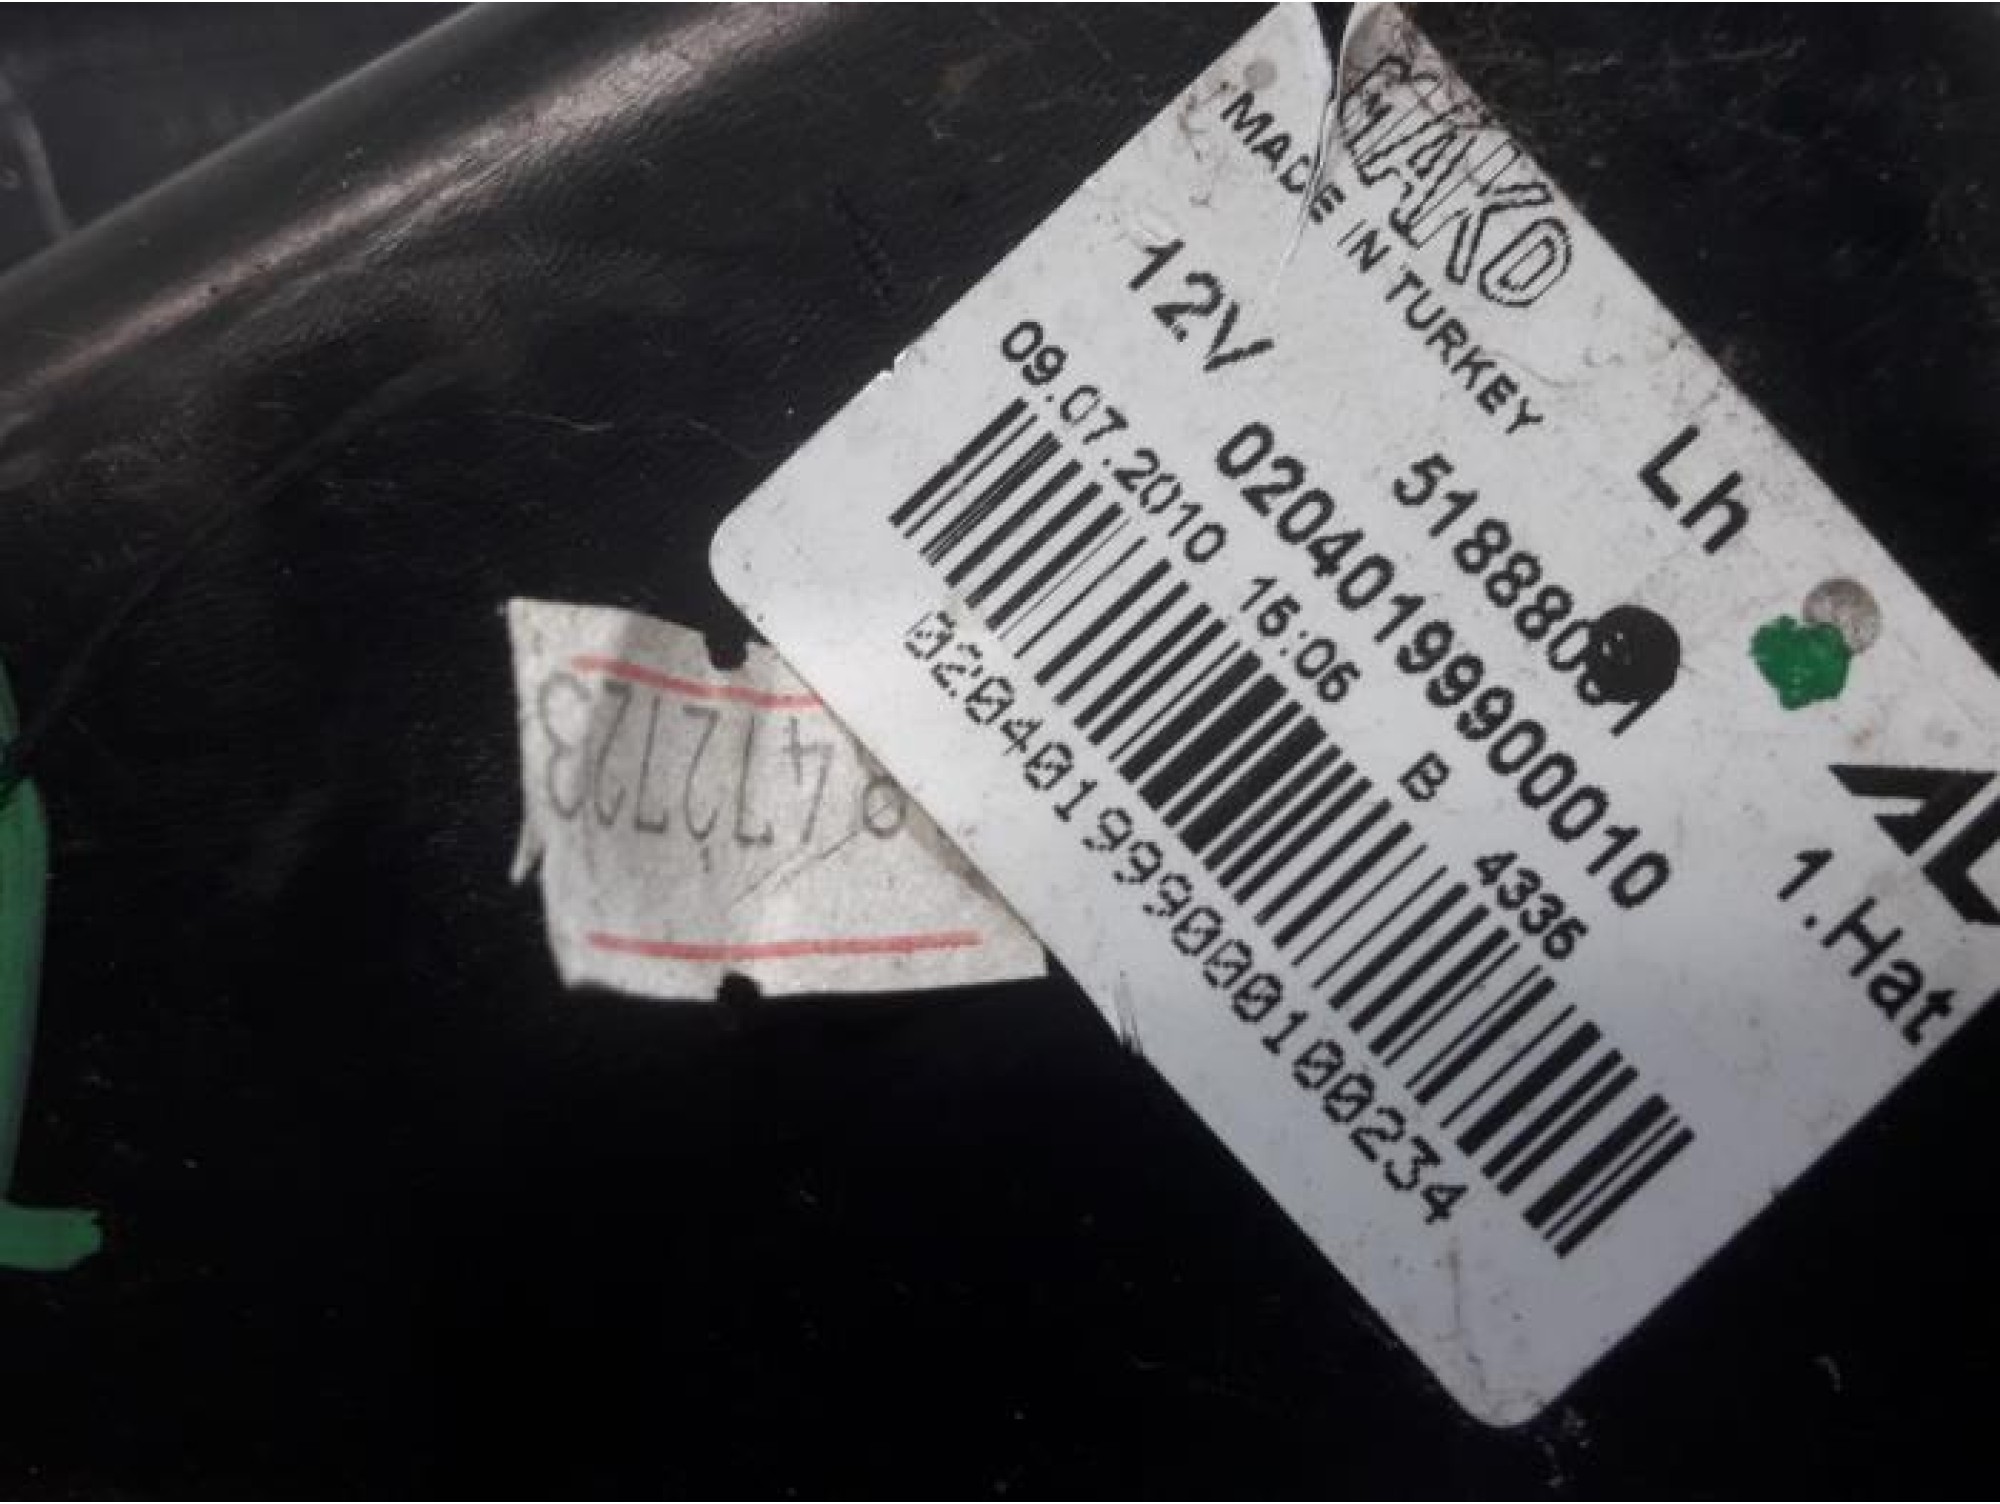 MAKO Lh
MADE IN TURKEY
12V 1.Hat
02040199900010
09.07.2010 15:06 B 4336
020401999000100234